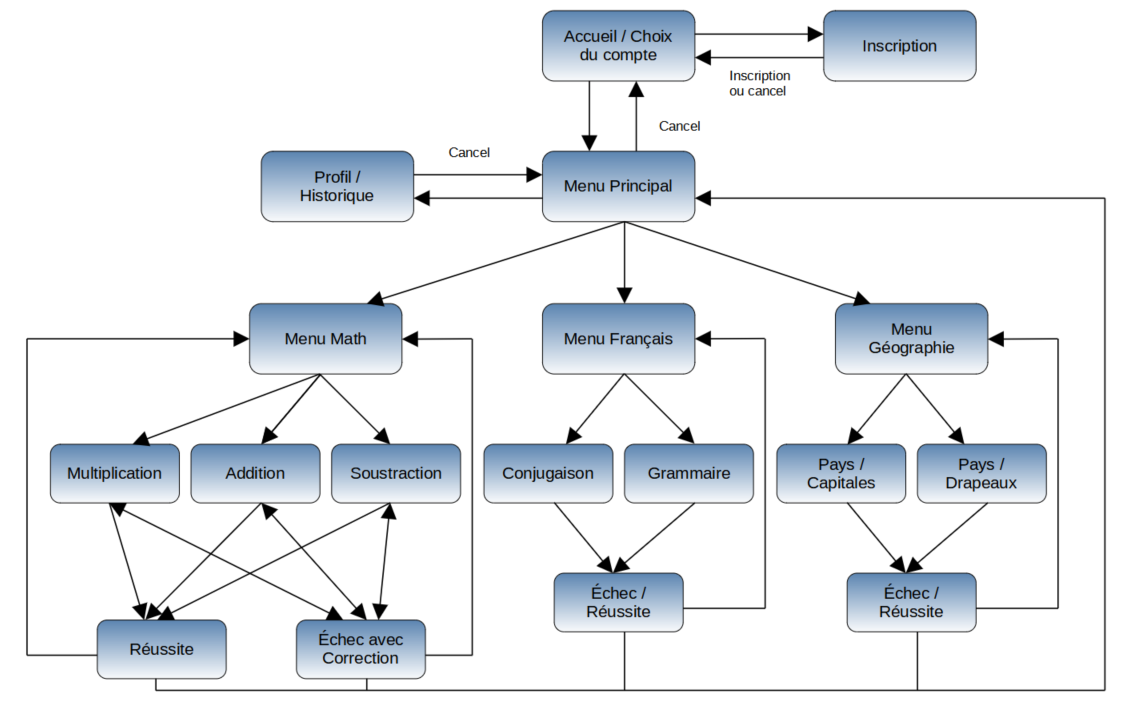 Accueil / Choix
du compte
Inscription
Inscription
ou cancel
Cancel
Cancel
Profil /
Historique
Menu Principal
Menu Math
Menu Français
Menu
Géographie
Multiplication
Addition
Soustraction
Conjugaison
Grammaire
Pays /
Capitales
Pays /
Drapeaux
Échec /
Réussite
Échec /
Réussite
Réussite
Échec avec
Correction